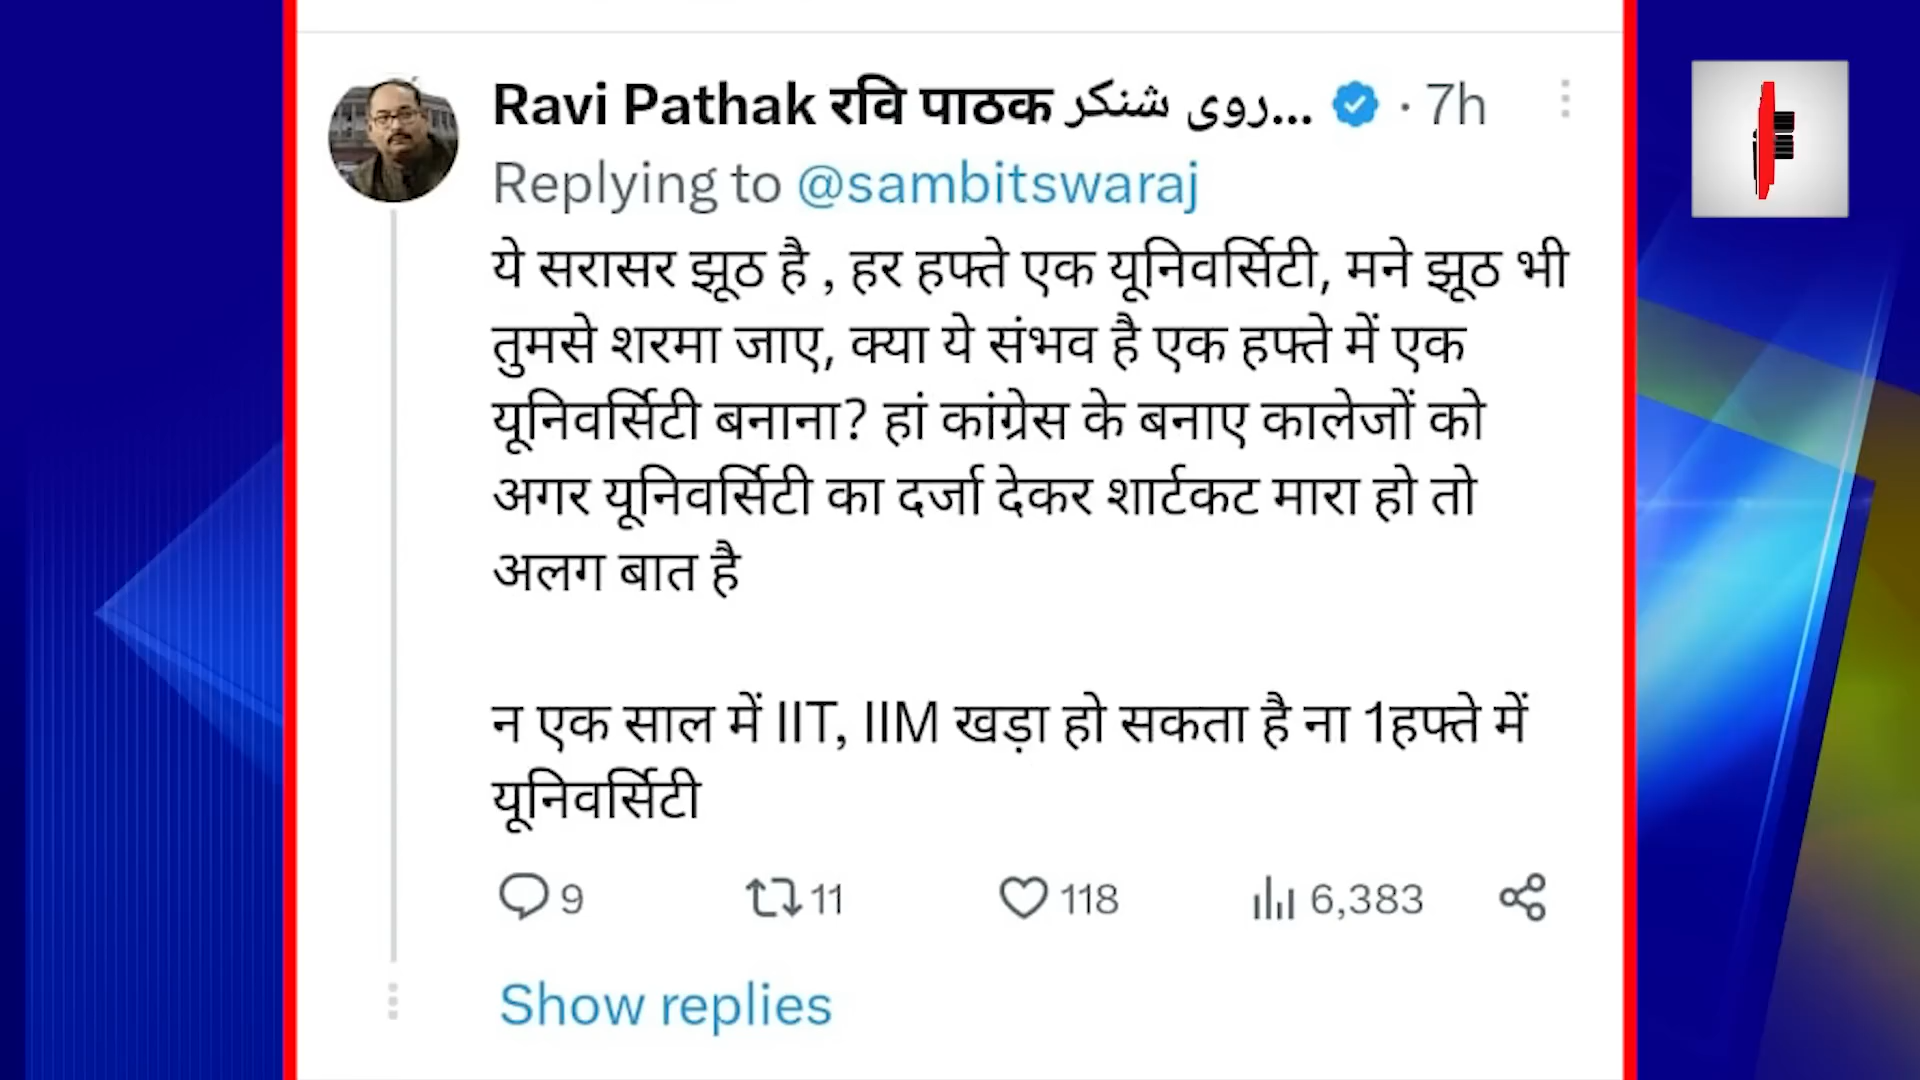 Ravi Pathak रवि पाठक روی شنکر... · 7h
Replying to @sambitswaraj
ये सरासर झूठ है , हर हफ्ते एक यूनिवर्सिटी, मने झूठ भी
तुमसे शरमा जाए, क्या ये संभव है एक हफ्ते में एक
यूनिवर्सिटी बनाना? हां कांग्रेस के बनाए कालेजों को
अगर यूनिवर्सिटी का दर्जा देकर शार्टकट मारा हो तो
अलग बात है
न एक साल में IIT, IIM खड़ा हो सकता है ना 1हफ्ते में
यूनिवर्सिटी
9 11 118 6,383
Show replies